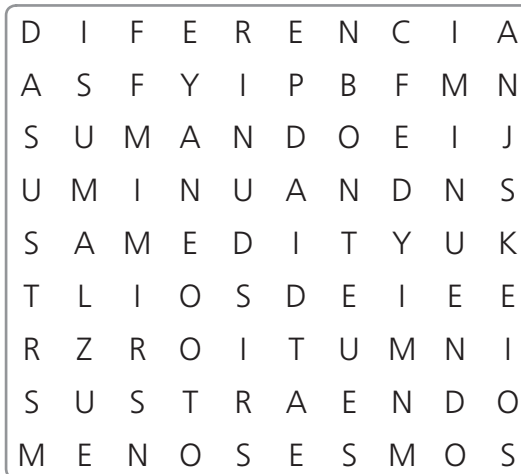 D I F E R E N C I A
A S F Y I P B F M N
S U M A N D O E I J
U M I N U A N D N S
S A M E D I T Y U K
T L I O S D E I E E
R Z R O I T U M N I
S U S T R A E N D O
M E N O S E S M O S